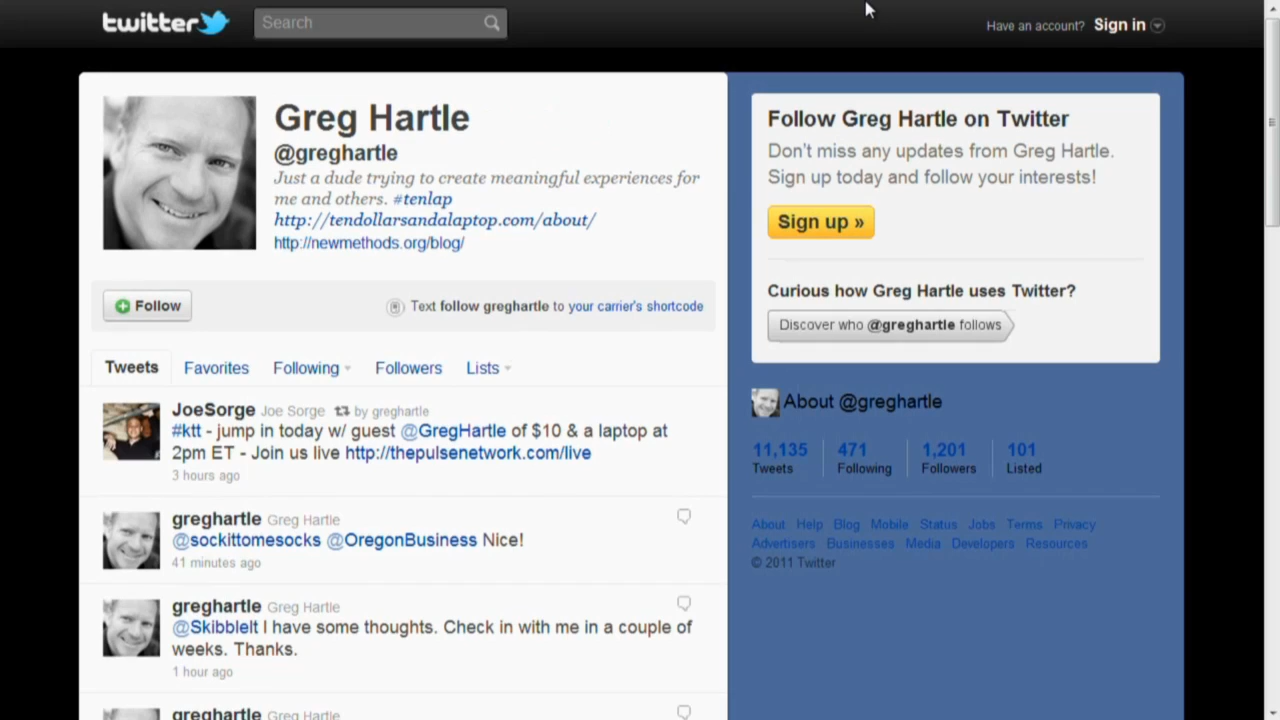 twitter
Search
Have an account? Sign in
Greg Hartle
@greghartle
Just a dude trying to create meaningful experiences for
me and others. #tenlap
http://tendollarsandalaptop.com/about/
http://newmethods.org/blog/
Follow
Text follow greghartle to your carrier's shortcode
Tweets Favorites Following Followers Lists
JoeSorge Joe Sorge by greghartle
#ktt - jump in today w/ guest @GregHartle of $10 & a laptop at
2pm ET - Join us live http://thepulsenetwork.com/live
3 hours ago
greghartle Greg Hartle
@sockittomesocks @OregonBusiness Nice!
41 minutes ago
greghartle Greg Hartle
@SkibbleIt I have some thoughts. Check in with me in a couple of
weeks. Thanks.
1 hour ago
greghartle Greg Hartle
Follow Greg Hartle on Twitter
Don't miss any updates from Greg Hartle.
Sign up today and follow your interests!
Sign up »
Curious how Greg Hartle uses Twitter?
Discover who @greghartle follows
About @greghartle
11,135 471 1,201 101
Tweets Following Followers Listed
About Help Blog Mobile Status Jobs Terms Privacy
Advertisers Businesses Media Developers Resources
© 2011 Twitter